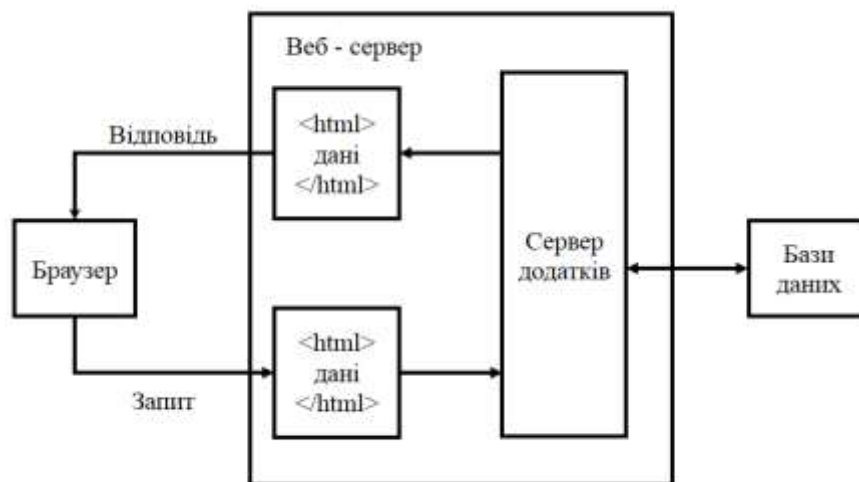 Веб - сервер
<html>
дані
</html>
Відповідь
Браузер
Сервер
додатків
Бази
даних
<html>
дані
</html>
Запит